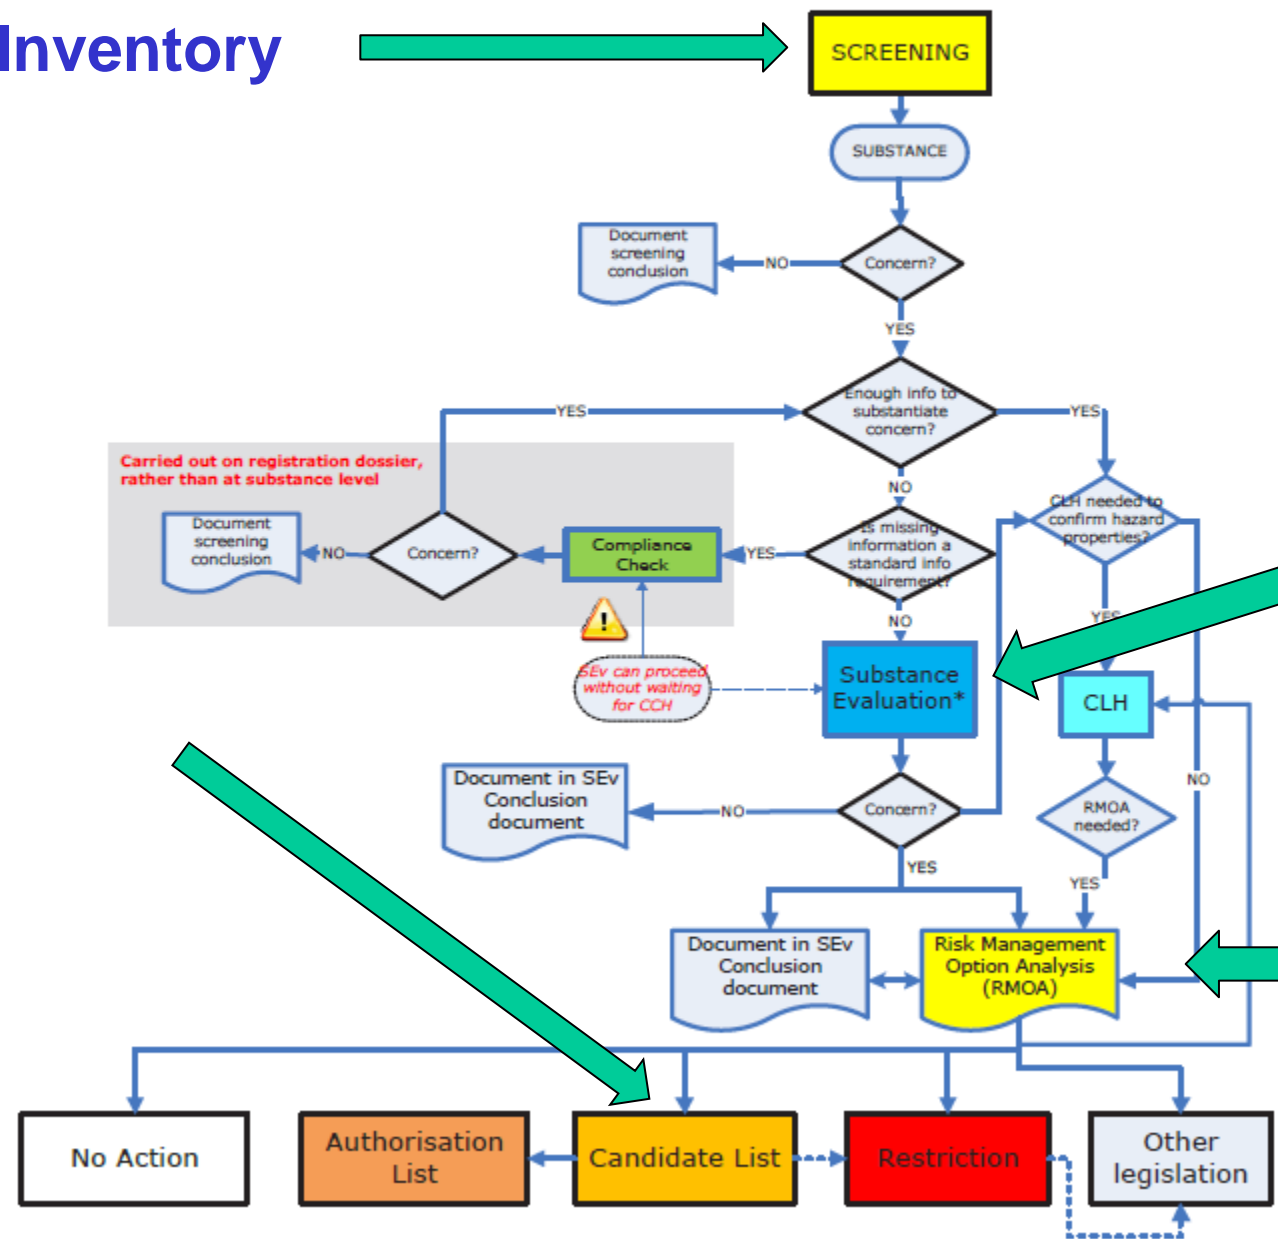 Inventory
SCREENING
SUBSTANCE
Document
screening
conclusion
NO
Concern?
YES
Enough info to
substantiate
concern?
YES
YES
Carried out on registration dossier,
rather than at substance level
NO
CLH needed to
confirm hazard
properties?
Document
screening
conclusion
NO
Concern?
Compliance
Check
YES
Is missing
information a
standard info
requirement?
NO
YES
SEv can proceed
without waiting
for CCH
Substance
Evaluation*
CLH
Document in SEv
Conclusion
document
NO
Concern?
RMOA
needed?
NO
YES
YES
Document in SEv
Conclusion
document
Risk Management
Option Analysis
(RMOA)
No Action
Authorisation
List
Candidate List
Restriction
Other
legislation